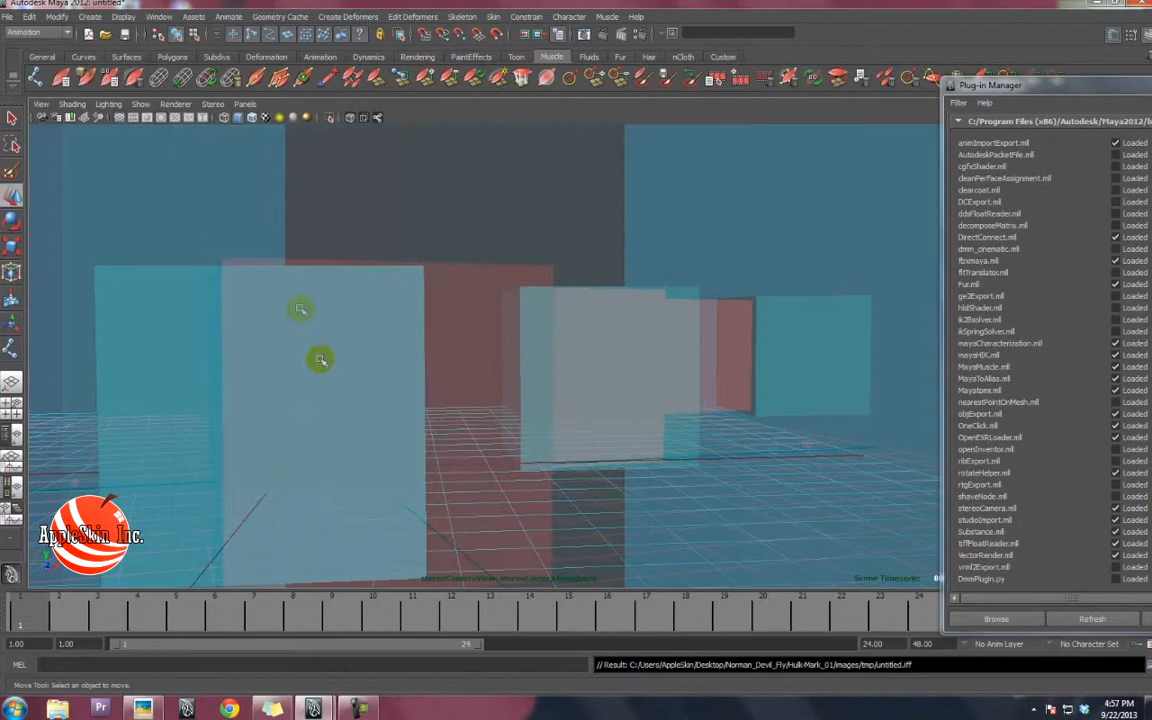 Autodesk Maya 2012: untitled*
File Edit Modify Create Display Window Assets Animate Geometry Cache Create Deformers Edit Deformers Skeleton Skin Constrain Character Muscle Help
Animation
General Curves Surfaces Polygons Subdivs Deformation Animation Dynamics Rendering PaintEffects Toon Muscle Fluids Fur Hair nCloth Custom
View Shading Lighting Show Renderer Stereo Panels
Plug-in Manager
Filter Help
C:/Program Files (x86)/Autodesk/Maya2012/b
animImportExport.mll Loaded
AutodeskPacketFile.mll Loaded
cgfxShader.mll Loaded
cleanPerFaceAssignment.mll Loaded
clearcoat.mll Loaded
DCExport.mll Loaded
ddsFloatReader.mll Loaded
decomposeMatrix.mll Loaded
DirectConnect.mll Loaded
dmm_cinematic.mll Loaded
fbxmaya.mll Loaded
fltTranslator.mll Loaded
Fur.mll Loaded
ge2Export.mll Loaded
hlslShader.mll Loaded
ik2Bsolver.mll Loaded
ikSpringSolver.mll Loaded
mayaCharacterization.mll Loaded
mayaHIK.mll Loaded
MayaMuscle.mll Loaded
MayaToAlias.mll Loaded
Mayatomr.mll Loaded
nearestPointOnMesh.mll Loaded
objExport.mll Loaded
OneClick.mll Loaded
OpenEXRLoader.mll Loaded
openInventor.mll Loaded
ribExport.mll Loaded
rotateHelper.mll Loaded
rtgExport.mll Loaded
shaveNode.mll Loaded
stereoCamera.mll Loaded
studioImport.mll Loaded
Substance.mll Loaded
tiffFloatReader.mll Loaded
VectorRender.mll Loaded
vrml2Export.mll Loaded
DmmPlugin.py Loaded
AppleSkin Inc.
Scene Timecode:
Browse Refresh
1 2 3 4 5 6 7 8 9 10 11 12 13 14 15 16 17 18 19 20 21 22 23 24
1
1.00 1.00 1 24 24.00 48.00 No Anim Layer No Character Set
MEL // Result: C:/Users/AppleSkin/Desktop/Norman_Devil_Fly/Hulk-Mark_01/images/tmp/untitled.iff
Move Tool: Select an object to move.
Pr
4:57 PM
9/22/2013